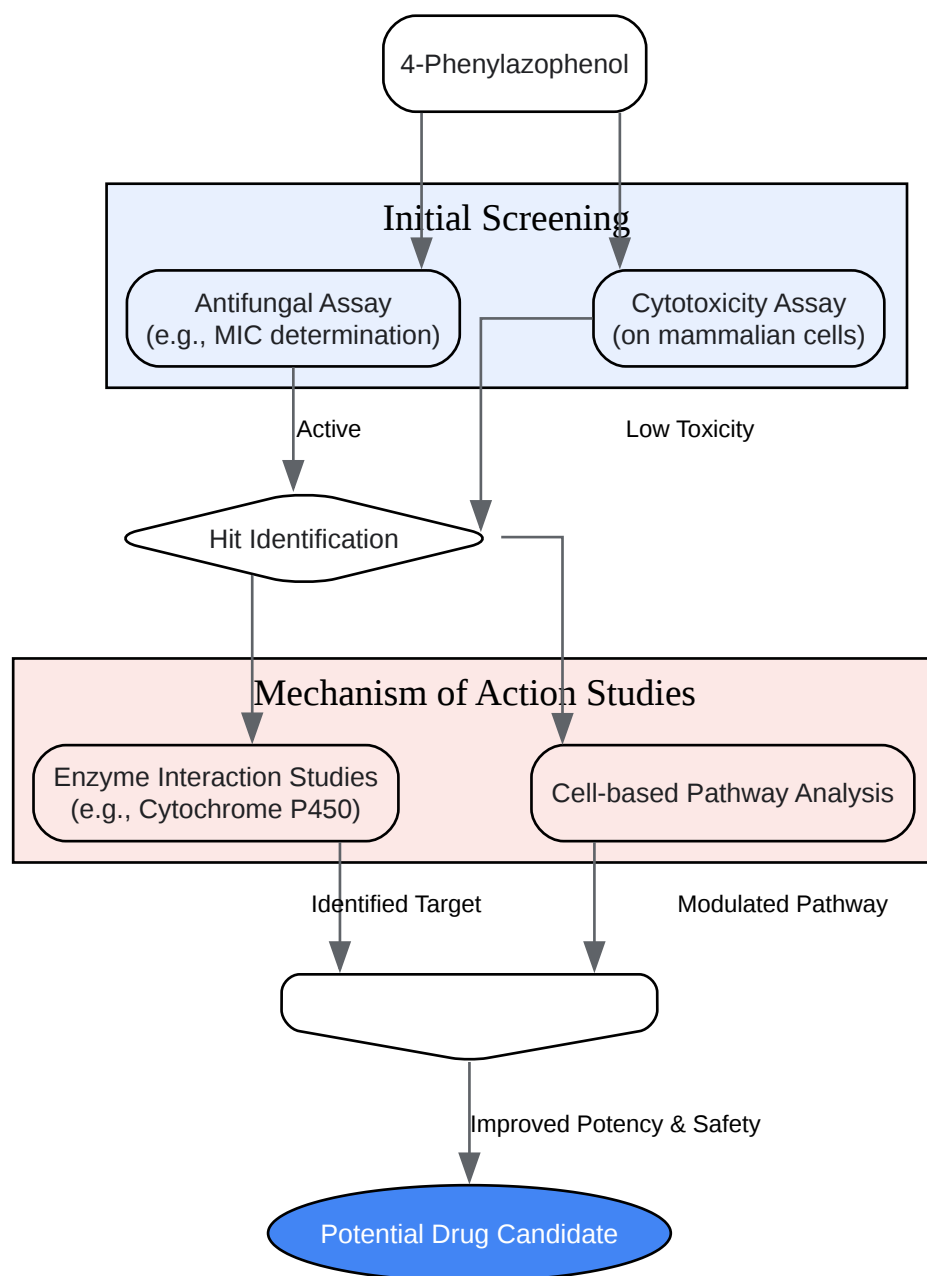 4-Phenylazophenol
Initial Screening
Antifungal Assay
(e.g., MIC determination)
Cytotoxicity Assay
(on mammalian cells)
Active
Low Toxicity
Hit Identification
Mechanism of Action Studies
Enzyme Interaction Studies
(e.g., Cytochrome P450)
Cell-based Pathway Analysis
Identified Target
Modulated Pathway
Improved Potency & Safety
Potential Drug Candidate